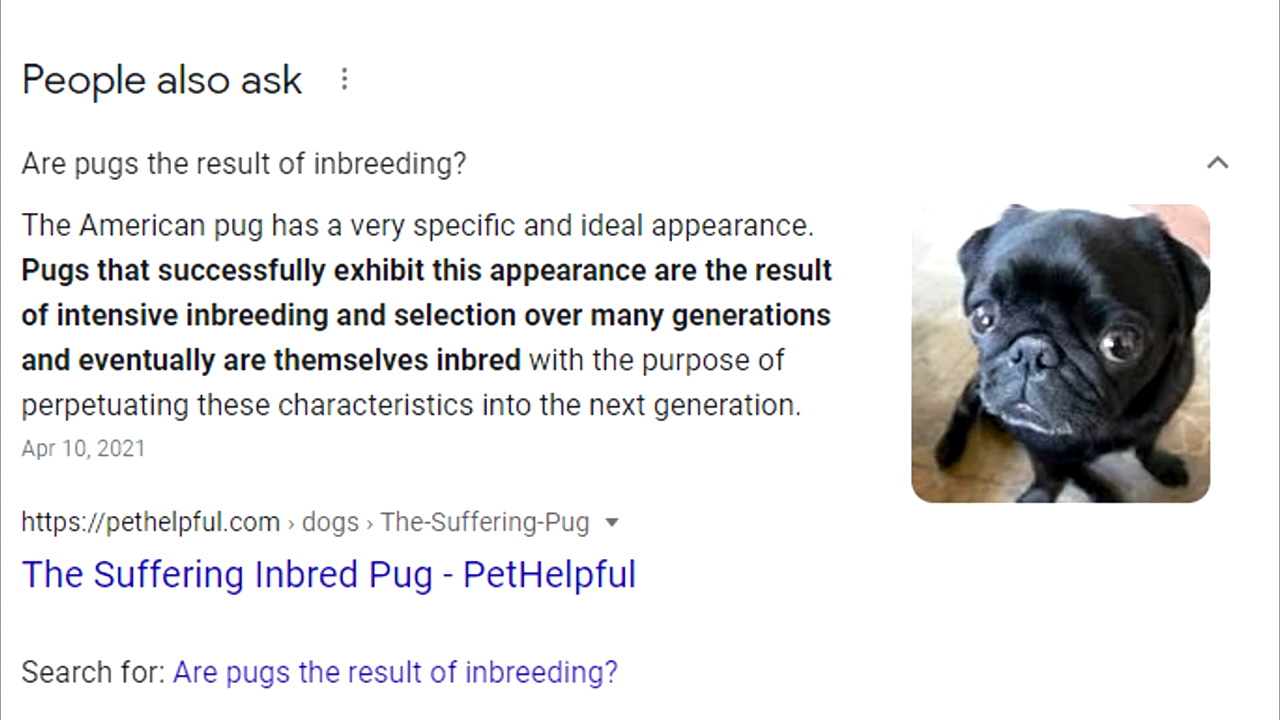 People also ask
Are pugs the result of inbreeding?
The American pug has a very specific and ideal appearance.
Pugs that successfully exhibit this appearance are the result
of intensive inbreeding and selection over many generations
and eventually are themselves inbred with the purpose of
perpetuating these characteristics into the next generation.
Apr 10, 2021
https://pethelpful.com › dogs › The-Suffering-Pug
The Suffering Inbred Pug - PetHelpful
Search for: Are pugs the result of inbreeding?